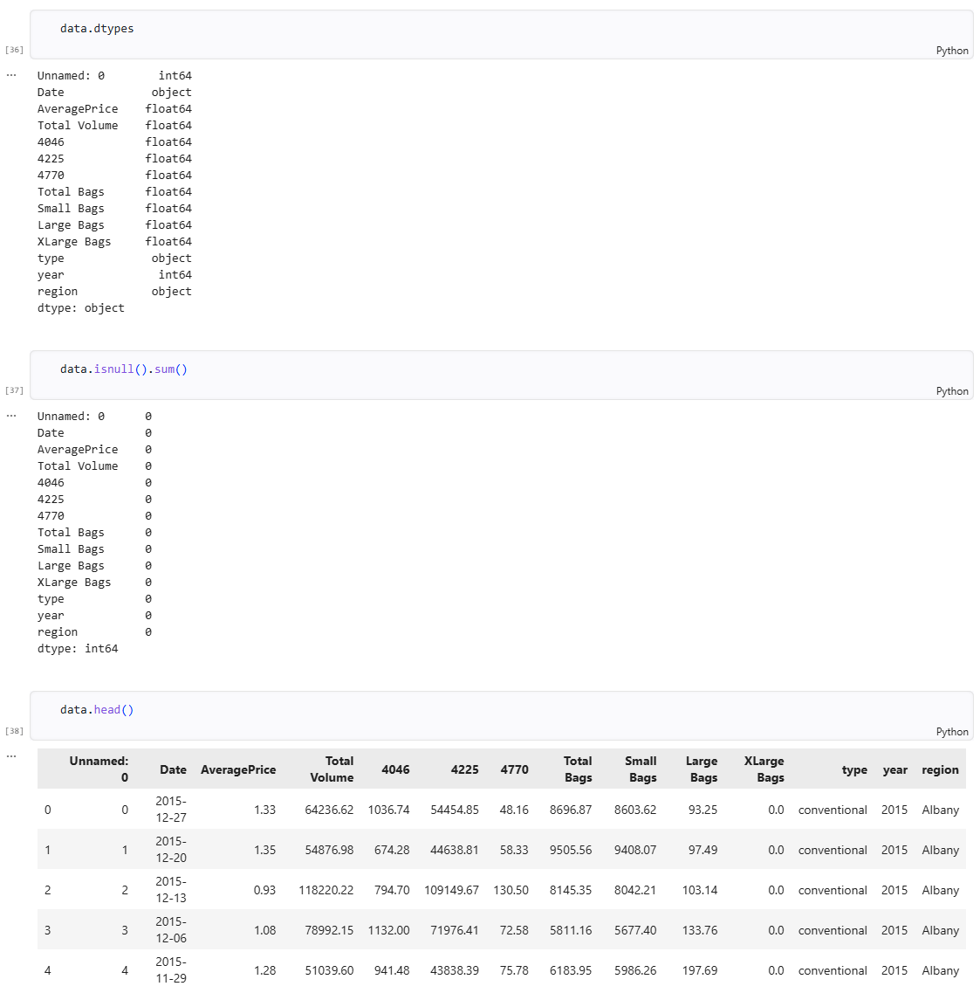 data.dtypes
[36]
Python
...
Unnamed: 0 int64
Date object
AveragePrice float64
Total Volume float64
4046 float64
4225 float64
4770 float64
Total Bags float64
Small Bags float64
Large Bags float64
XLarge Bags float64
type object
year int64
region object
dtype: object
data.isnull().sum()
[37]
Python
...
Unnamed: 0 0
Date 0
AveragePrice 0
Total Volume 0
4046 0
4225 0
4770 0
Total Bags 0
Small Bags 0
Large Bags 0
XLarge Bags 0
type 0
year 0
region 0
dtype: int64
data.head()
[38]
Python
...
Unnamed: 0 Date AveragePrice Total Volume 4046 4225 4770 Total Bags Small Bags Large Bags XLarge Bags type year region
0 0 2015-12-27 1.33 64236.62 1036.74 54454.85 48.16 8696.87 8603.62 93.25 0.0 conventional 2015 Albany
1 1 2015-12-20 1.35 54876.98 674.28 44638.81 58.33 9505.56 9408.07 97.49 0.0 conventional 2015 Albany
2 2 2015-12-13 0.93 118220.22 794.70 109149.67 130.50 8145.35 8042.21 103.14 0.0 conventional 2015 Albany
3 3 2015-12-06 1.08 78992.15 1132.00 71976.41 72.58 5811.16 5677.40 133.76 0.0 conventional 2015 Albany
4 4 2015-11-29 1.28 51039.60 941.48 43838.39 75.78 6183.95 5986.26 197.69 0.0 conventional 2015 Albany